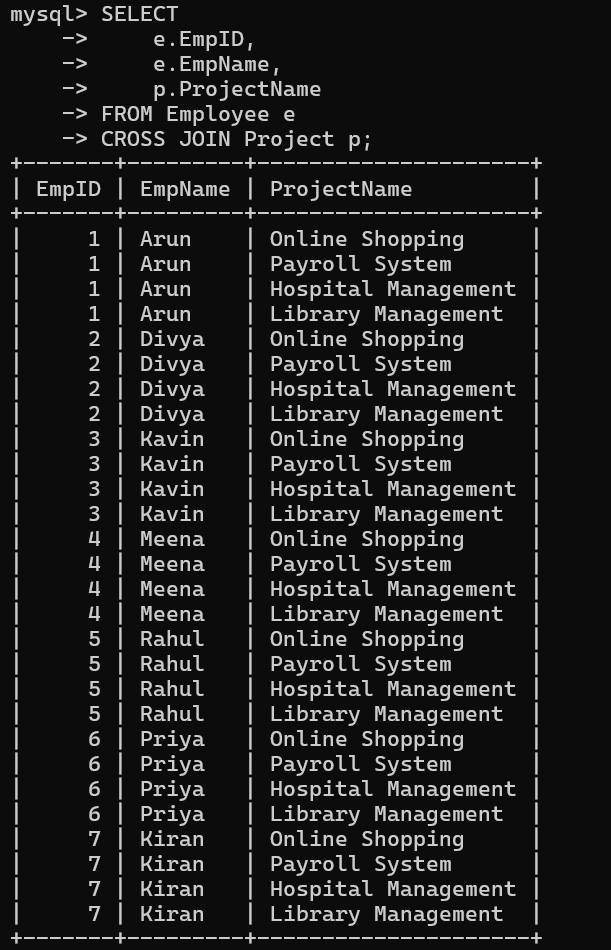 mysql> SELECT
    ->     e.EmpID,
    ->     e.EmpName,
    ->     p.ProjectName
    -> FROM Employee e
    -> CROSS JOIN Project p;
+-------+---------+---------------------+
| EmpID | EmpName | ProjectName         |
+-------+---------+---------------------+
|     1 | Arun    | Online Shopping     |
|     1 | Arun    | Payroll System      |
|     1 | Arun    | Hospital Management |
|     1 | Arun    | Library Management  |
|     2 | Divya   | Online Shopping     |
|     2 | Divya   | Payroll System      |
|     2 | Divya   | Hospital Management |
|     2 | Divya   | Library Management  |
|     3 | Kavin   | Online Shopping     |
|     3 | Kavin   | Payroll System      |
|     3 | Kavin   | Hospital Management |
|     3 | Kavin   | Library Management  |
|     4 | Meena   | Online Shopping     |
|     4 | Meena   | Payroll System      |
|     4 | Meena   | Hospital Management |
|     4 | Meena   | Library Management  |
|     5 | Rahul   | Online Shopping     |
|     5 | Rahul   | Payroll System      |
|     5 | Rahul   | Hospital Management |
|     5 | Rahul   | Library Management  |
|     6 | Priya   | Online Shopping     |
|     6 | Priya   | Payroll System      |
|     6 | Priya   | Hospital Management |
|     6 | Priya   | Library Management  |
|     7 | Kiran   | Online Shopping     |
|     7 | Kiran   | Payroll System      |
|     7 | Kiran   | Hospital Management |
|     7 | Kiran   | Library Management  |
+-------+---------+---------------------+